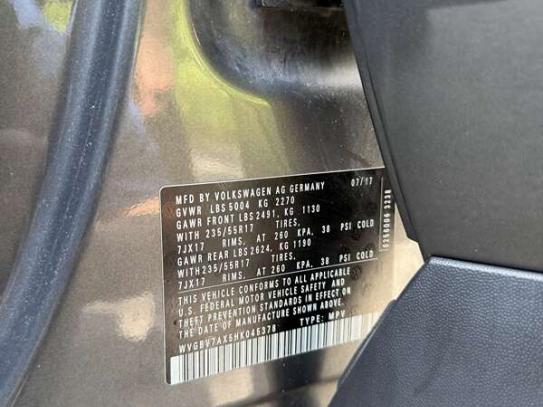 MFD BY VOLKSWAGEN AG GERMANY 07/17
GVWR LBS 5004 KG 2270
GAWR FRONT LBS 2491, KG 1130
WITH 235/55R17 TIRES,
7JX17 RIMS, AT 260 KPA, 38 PSI COLD
GAWR REAR LBS 2624, KG 1190
WITH 235/55R17 TIRES,
7JX17 RIMS, AT 260 KPA, 38 PSI COLD
THIS VEHICLE CONFORMS TO ALL APPLICABLE
U.S. FEDERAL MOTOR VEHICLE SAFETY AND
THEFT PREVENTION STANDARDS IN EFFECT ON
THE DATE OF MANUFACTURE SHOWN ABOVE.
WVGBV7AX5HK045378 TYPE: MPV